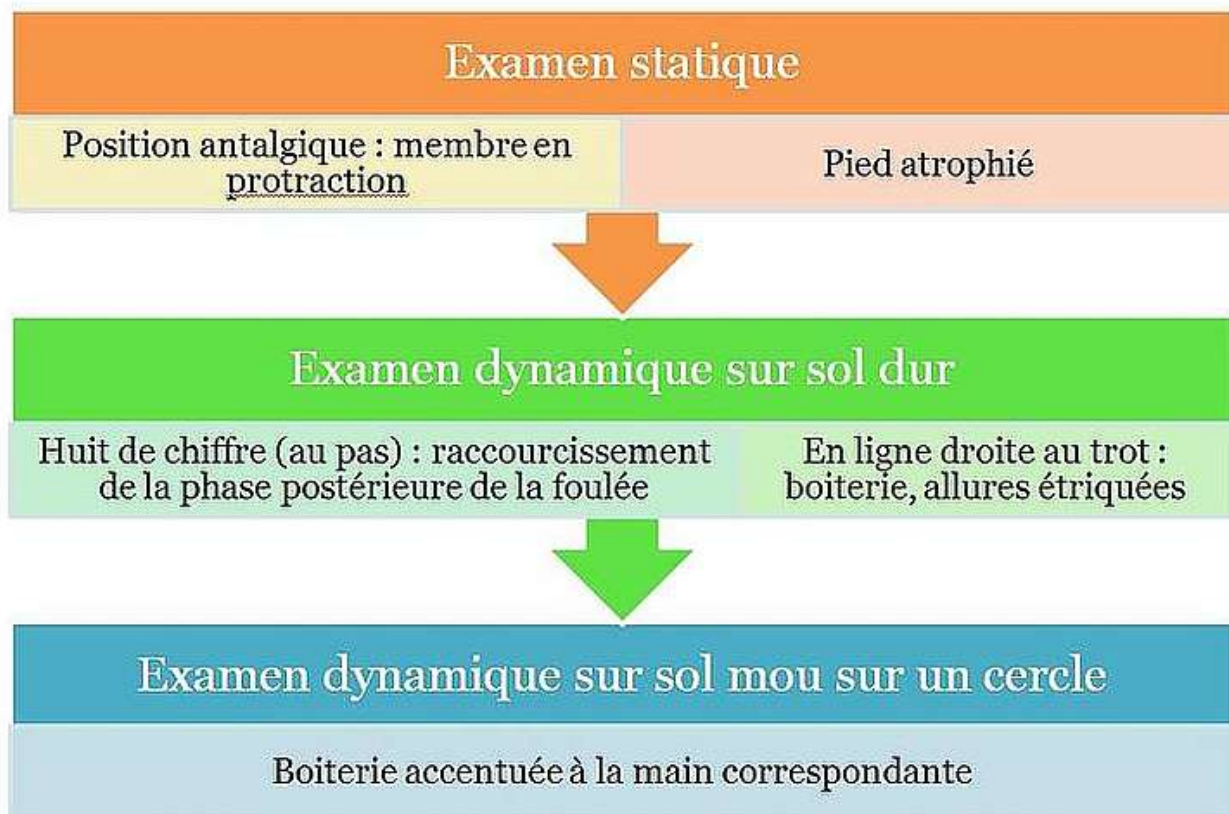 Examen statique
Position antalgique : membre en
protraction
Pied atrophié
Examen dynamique sur sol dur
Huit de chiffre (au pas) : raccourcissement
de la phase postérieure de la foulée
En ligne droite au trot :
boiterie, allures étriquées
Examen dynamique sur sol mou sur un cercle
Boiterie accentuée à la main correspondante